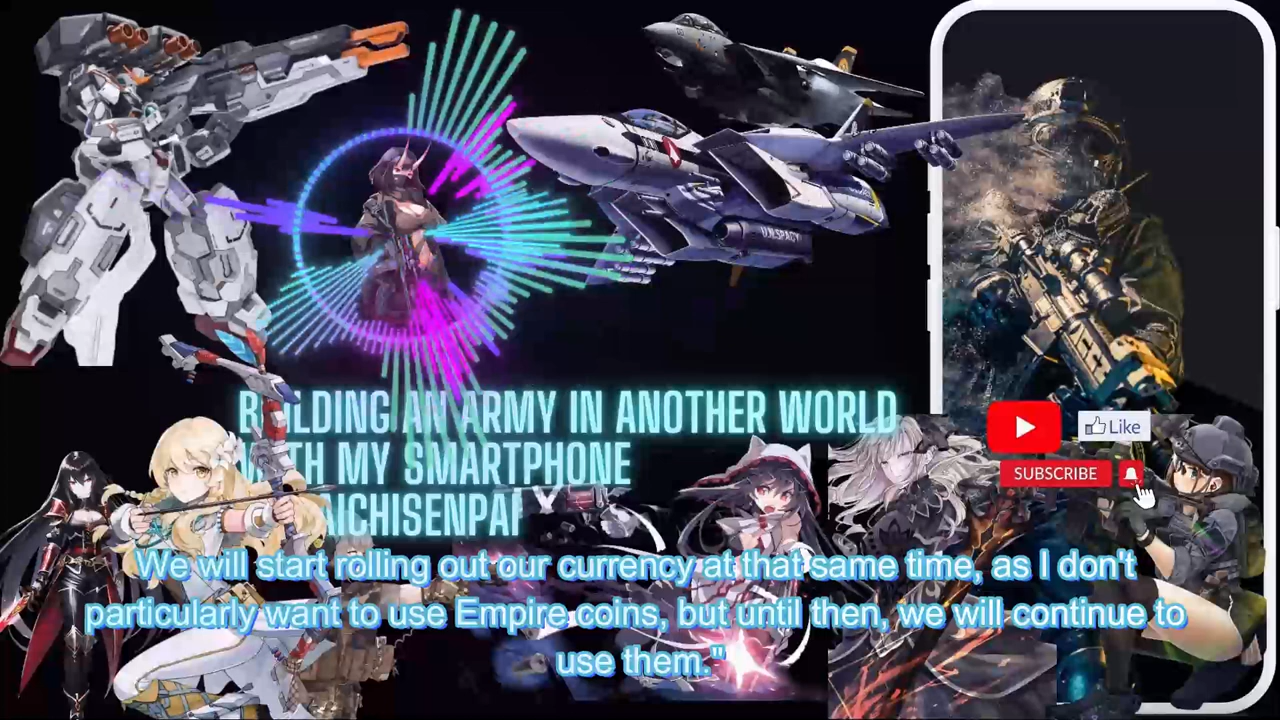 U.N.SPACY
BUILDING AN ARMY IN ANOTHER WORLD
WITH MY SMARTPHONE
AICHISENPAI
Like
SUBSCRIBE
We will start rolling out our currency at that same time, as I don't
particularly want to use Empire coins, but until then, we will continue to
use them."